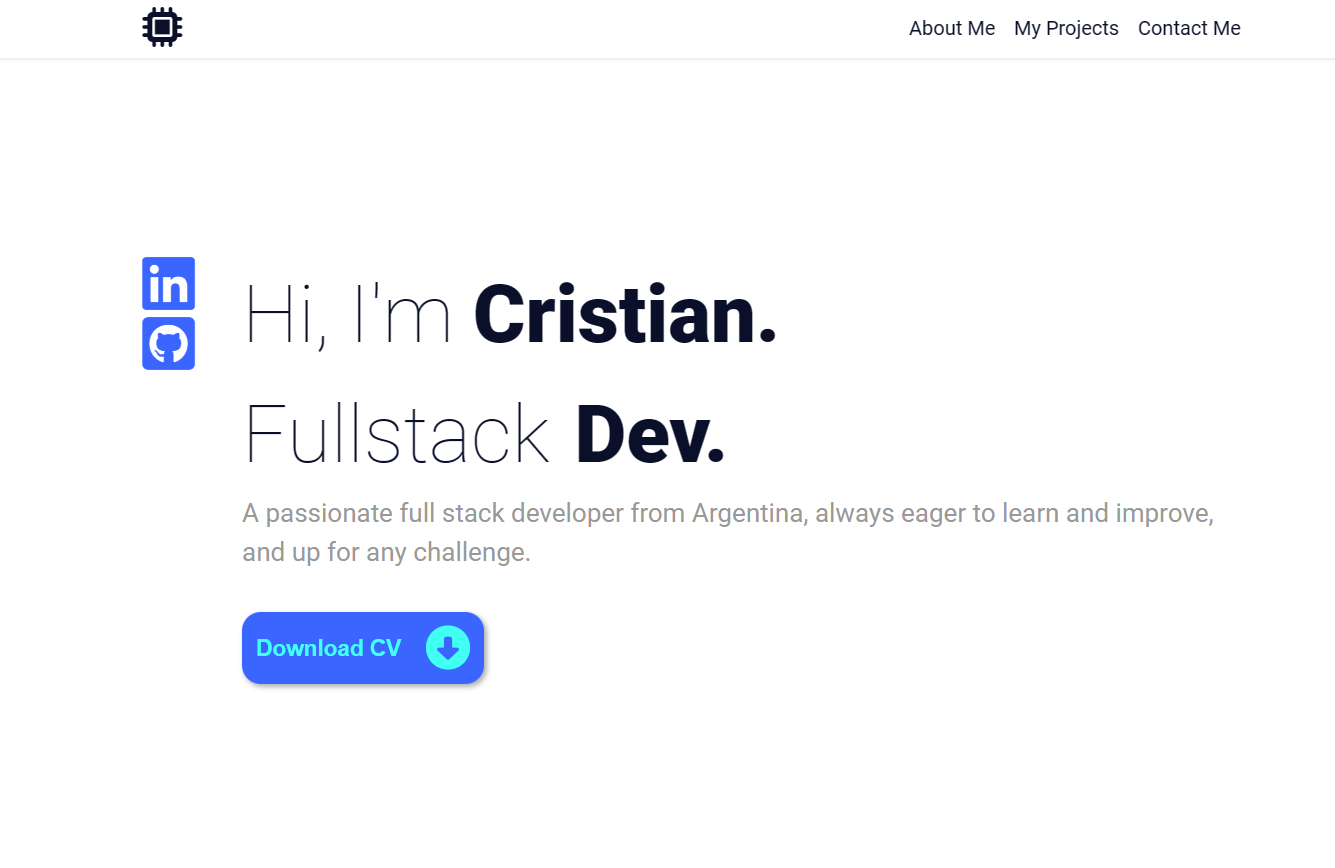 About Me My Projects Contact Me
in
Hi, I'm Cristian.
Fullstack Dev.
A passionate full stack developer from Argentina, always eager to learn and improve,
and up for any challenge.
Download CV